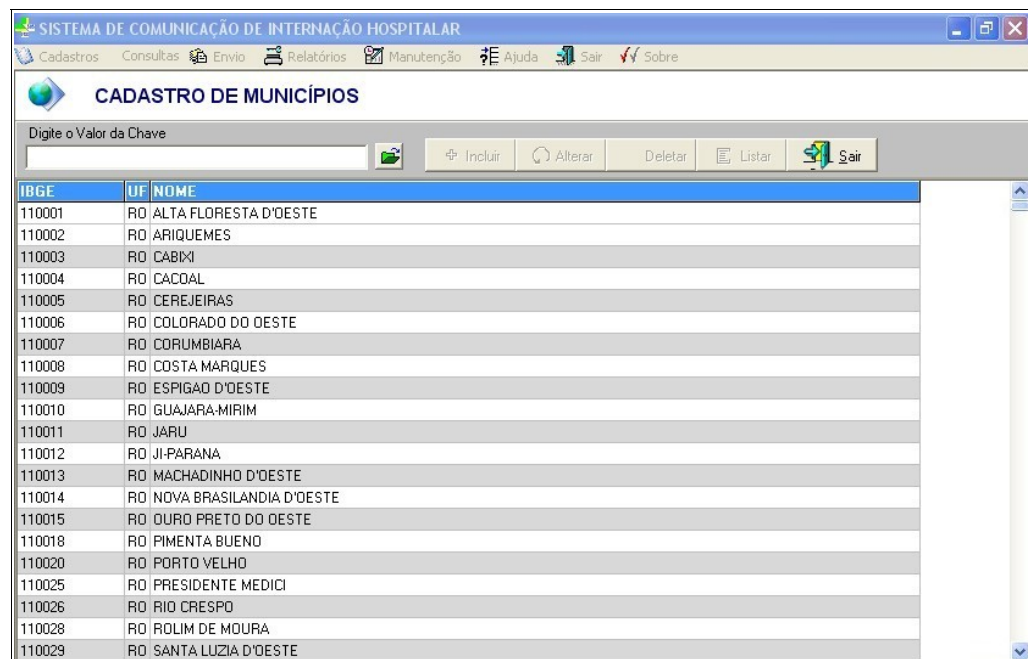 SISTEMA DE COMUNICAÇÃO DE INTERNAÇÃO HOSPITALAR
Cadastros Consultas Envio Relatórios Manutenção Ajuda Sair Sobre
CADASTRO DE MUNICÍPIOS
Digite o Valor da Chave
Incluir Alterar Deletar Listar Sair
IBGE UF NOME
110001 RO ALTA FLORESTA D'OESTE
110002 RO ARIQUEMES
110003 RO CABIXI
110004 RO CACOAL
110005 RO CEREJEIRAS
110006 RO COLORADO DO OESTE
110007 RO CORUMBIARA
110008 RO COSTA MARQUES
110009 RO ESPIGAO D'OESTE
110010 RO GUAJARA-MIRIM
110011 RO JARU
110012 RO JI-PARANA
110013 RO MACHADINHO D'OESTE
110014 RO NOVA BRASILANDIA D'OESTE
110015 RO OURO PRETO DO OESTE
110018 RO PIMENTA BUENO
110020 RO PORTO VELHO
110025 RO PRESIDENTE MEDICI
110026 RO RIO CRESPO
110028 RO ROLIM DE MOURA
110029 RO SANTA LUZIA D'OESTE